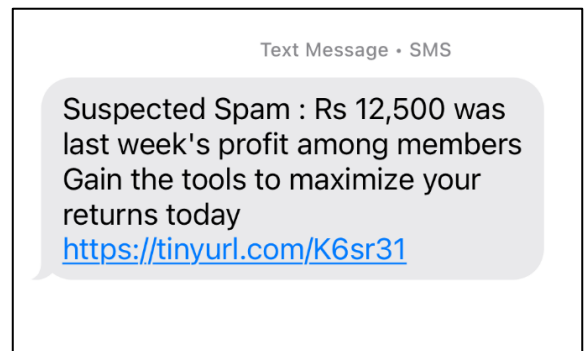 Text Message • SMS
Suspected Spam : Rs 12,500 was
last week's profit among members
Gain the tools to maximize your
returns today
https://tinyurl.com/K6sr31